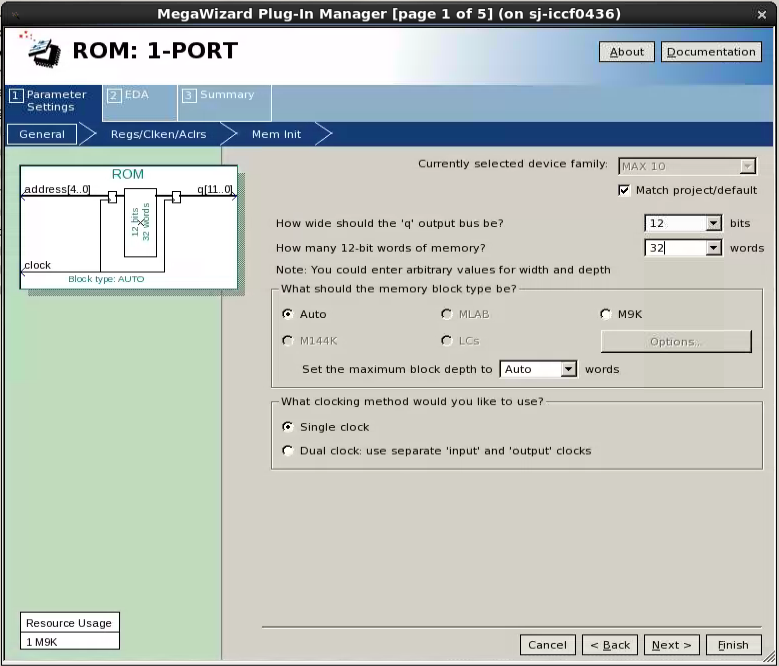 MegaWizard Plug-In Manager [page 1 of 5] (on sj-iccf0436)
ROM: 1-PORT
About
Documentation
1 Parameter Settings
2 EDA
3 Summary
General
Regs/Clken/Aclrs
Mem Init
ROM
address[4..0]
q[11..0]
12 bits
32 words
clock
Block type: AUTO
Currently selected device family:
MAX 10
Match project/default
How wide should the 'q' output bus be?
12
bits
How many 12-bit words of memory?
32
words
Note: You could enter arbitrary values for width and depth
What should the memory block type be?
Auto
MLAB
M9K
M144K
LCs
Options...
Set the maximum block depth to
Auto
words
What clocking method would you like to use?
Single clock
Dual clock: use separate 'input' and 'output' clocks
Resource Usage
1 M9K
Cancel
< Back
Next >
Finish